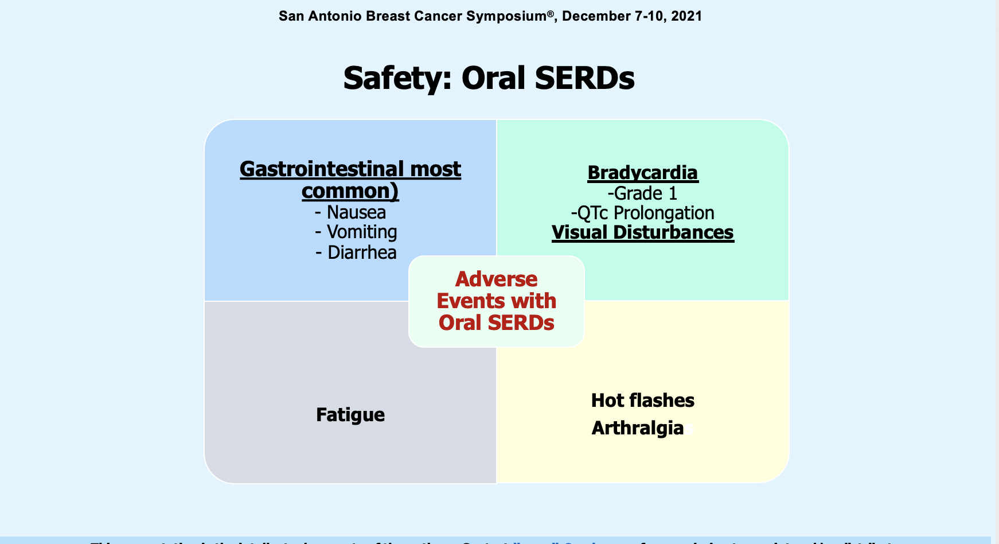 San Antonio Breast Cancer Symposium®, December 7-10, 2021
Safety: Oral SERDs
Gastrointestinal most
common)
- Nausea
- Vomiting
- Diarrhea
Bradycardia
-Grade 1
-QTc Prolongation
Visual Disturbances
Adverse
Events with
Oral SERDs
Fatigue
Hot flashes
Arthralgias